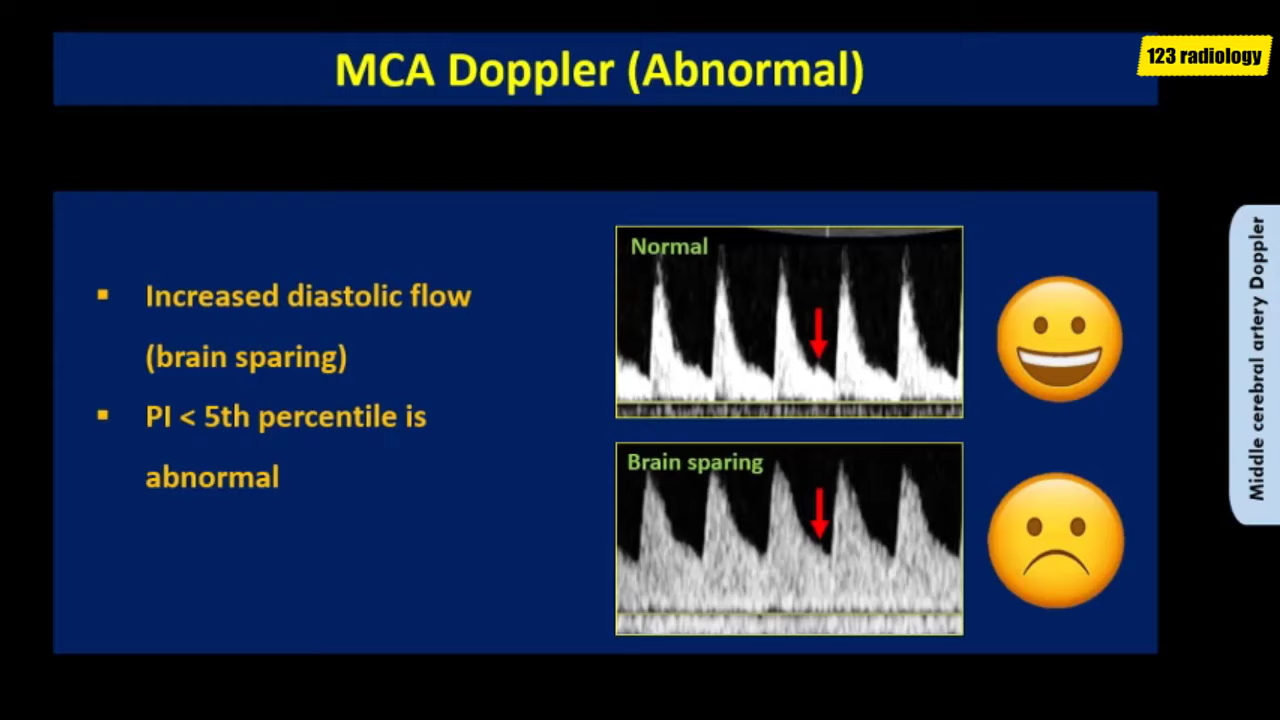 MCA Doppler (Abnormal)
123 radiology
▪ Increased diastolic flow
(brain sparing)
▪ PI < 5th percentile is
abnormal
Normal
Brain sparing
Middle cerebral artery Doppler